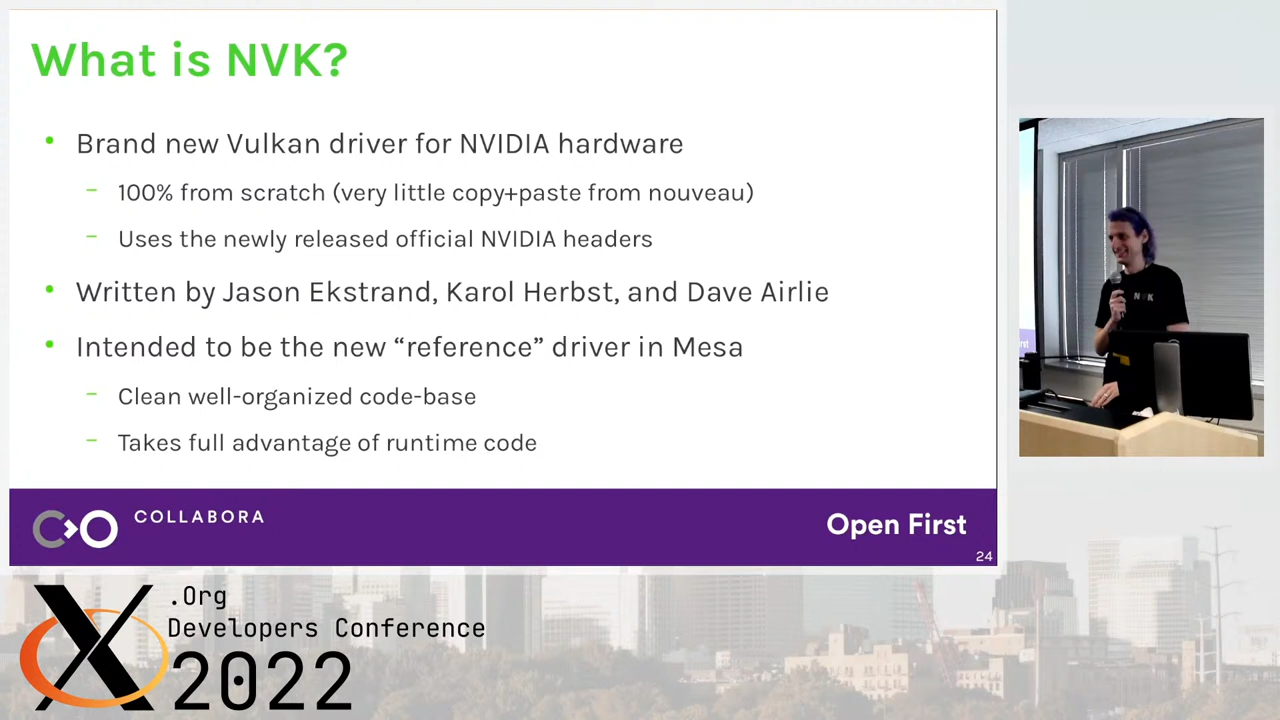 What is NVK?
• Brand new Vulkan driver for NVIDIA hardware
– 100% from scratch (very little copy+paste from nouveau)
– Uses the newly released official NVIDIA headers
• Written by Jason Ekstrand, Karol Herbst, and Dave Airlie
• Intended to be the new “reference” driver in Mesa
– Clean well-organized code-base
– Takes full advantage of runtime code
COLLABORA
Open First
24
NVK
rst
X.Org
Developers Conference
2022